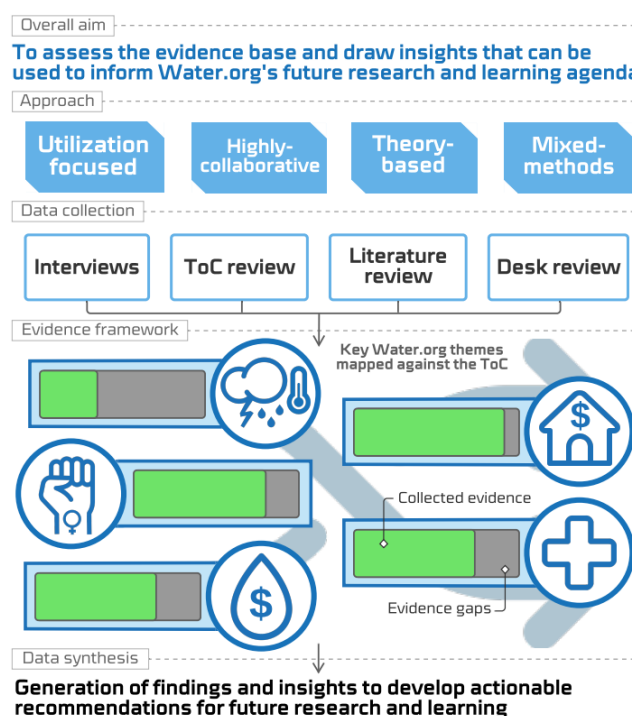 Overall aim
To assess the evidence base and draw insights that can be
used to inform Water.org's future research and learning agenda
Approach
Utilization
focused
Highly-
collaborative
Theory-
based
Mixed-
methods
Data collection
Interviews
ToC review
Literature
review
Desk review
Evidence framework
Key Water.org themes
mapped against the ToC
$
Collected evidence
$
Evidence gaps
Data synthesis
Generation of findings and insights to develop actionable
recommendations for future research and learning